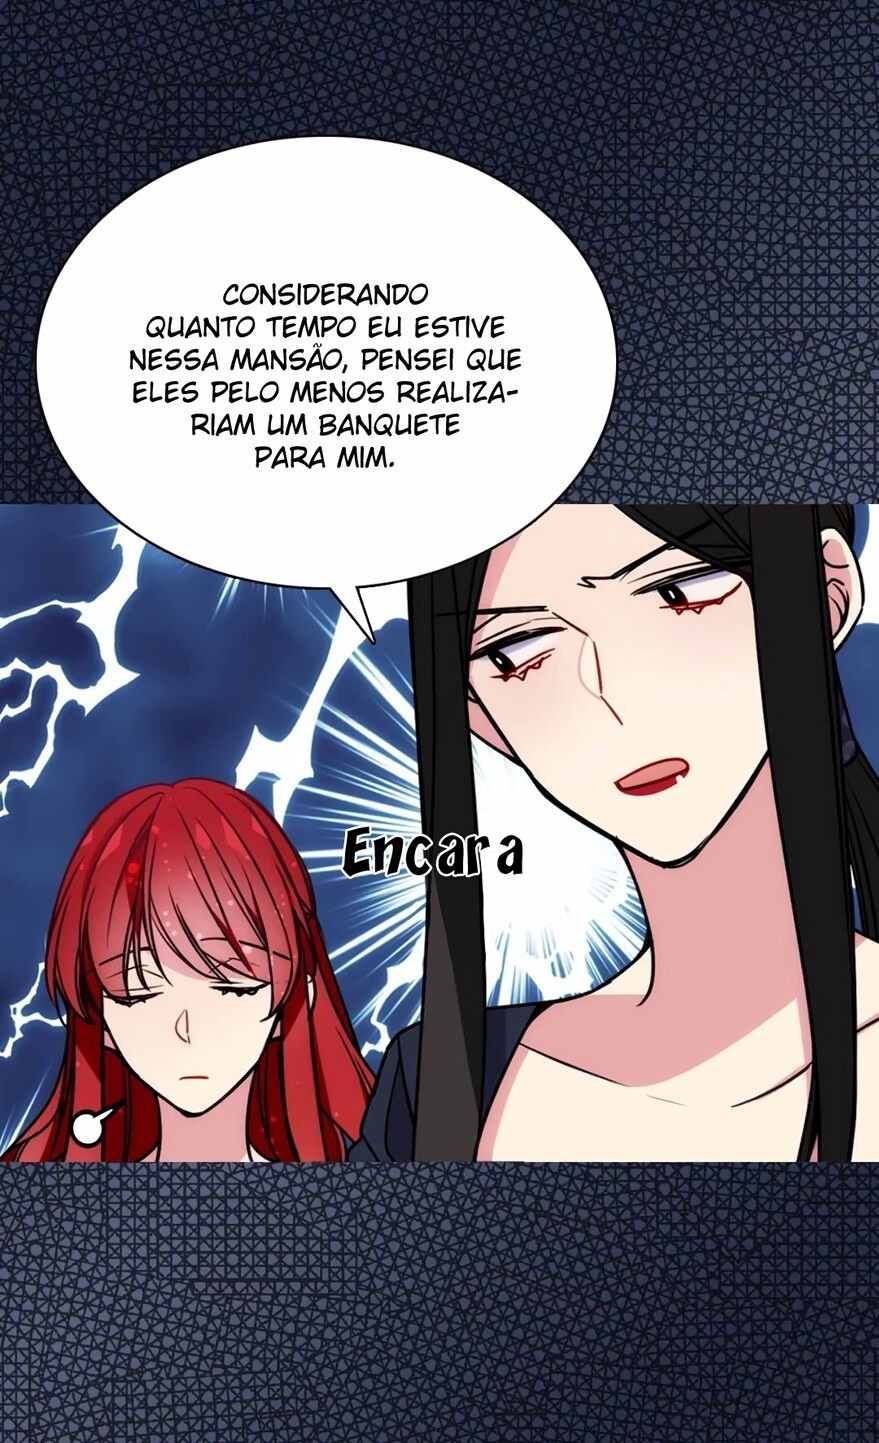 CONSIDERANDO
QUANTO TEMPO EU ESTIVE
NESSA MANSÃO, PENSEI QUE
ELES PELO MENOS REALIZA-
RIAM UM BANQUETE
PARA MIM.
Encara